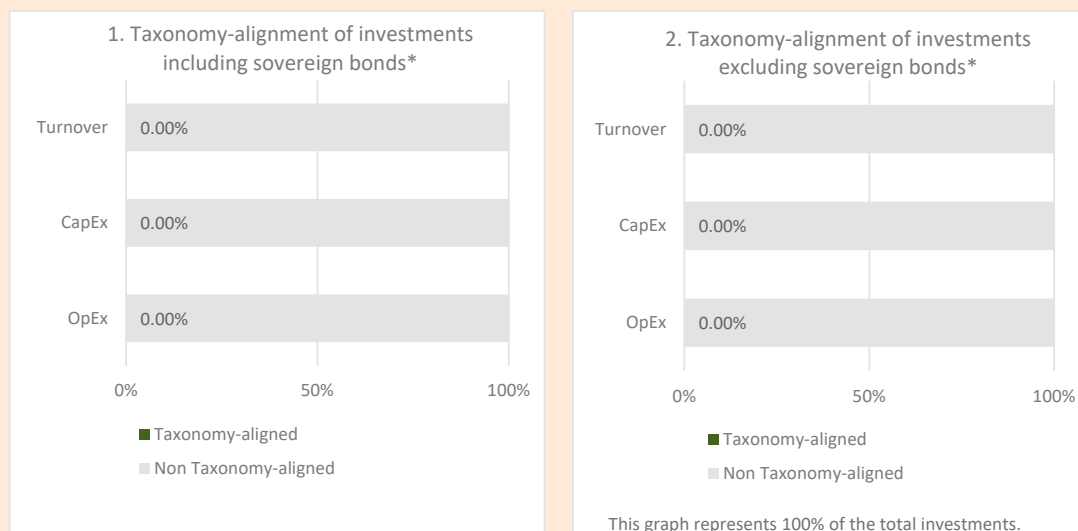 1. Taxonomy-alignment of investments
including sovereign bonds*
Turnover
0.00%
CapEx
0.00%
OpEx
0.00%
0%
50%
100%
Taxonomy-aligned
Non Taxonomy-aligned
2. Taxonomy-alignment of investments
excluding sovereign bonds*
Turnover
0.00%
CapEx
0.00%
OpEx
0.00%
0%
50%
100%
Taxonomy-aligned
Non Taxonomy-aligned
This graph represents 100% of the total investments.